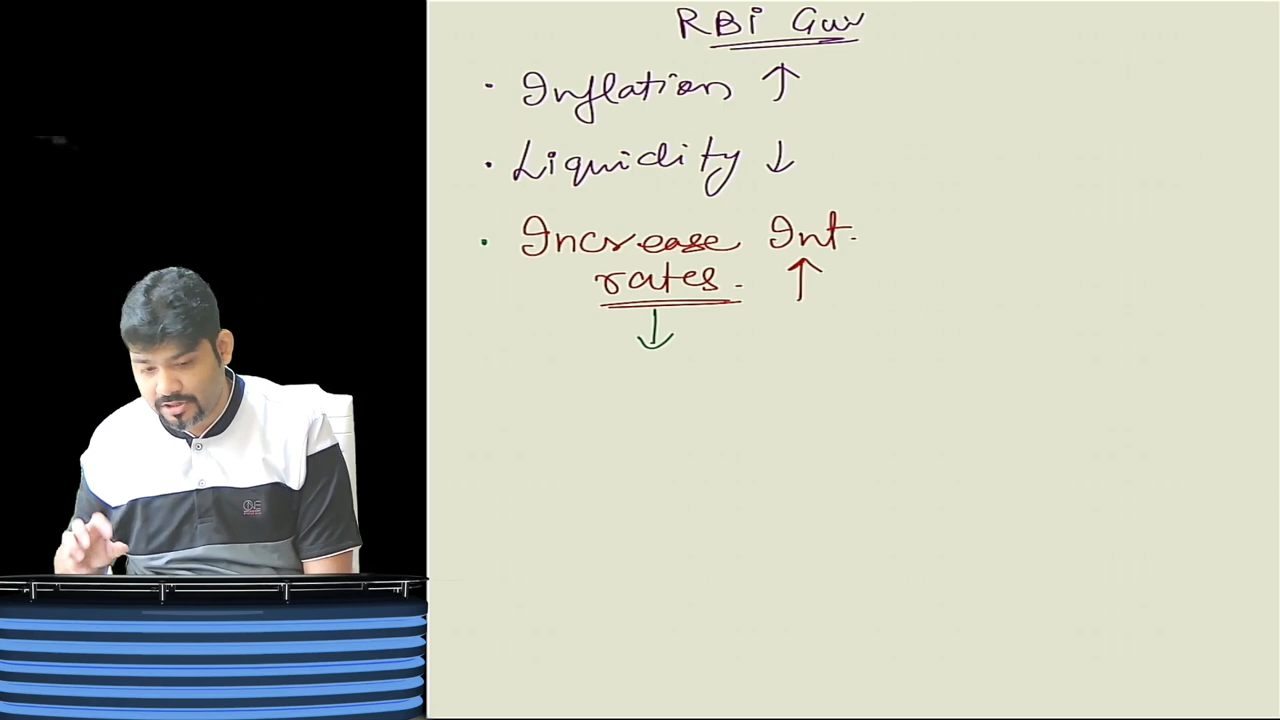 RBi Gov
· Inflation ↑
· Liquidity ↓
· Increase Int.
rates. ↑
↓